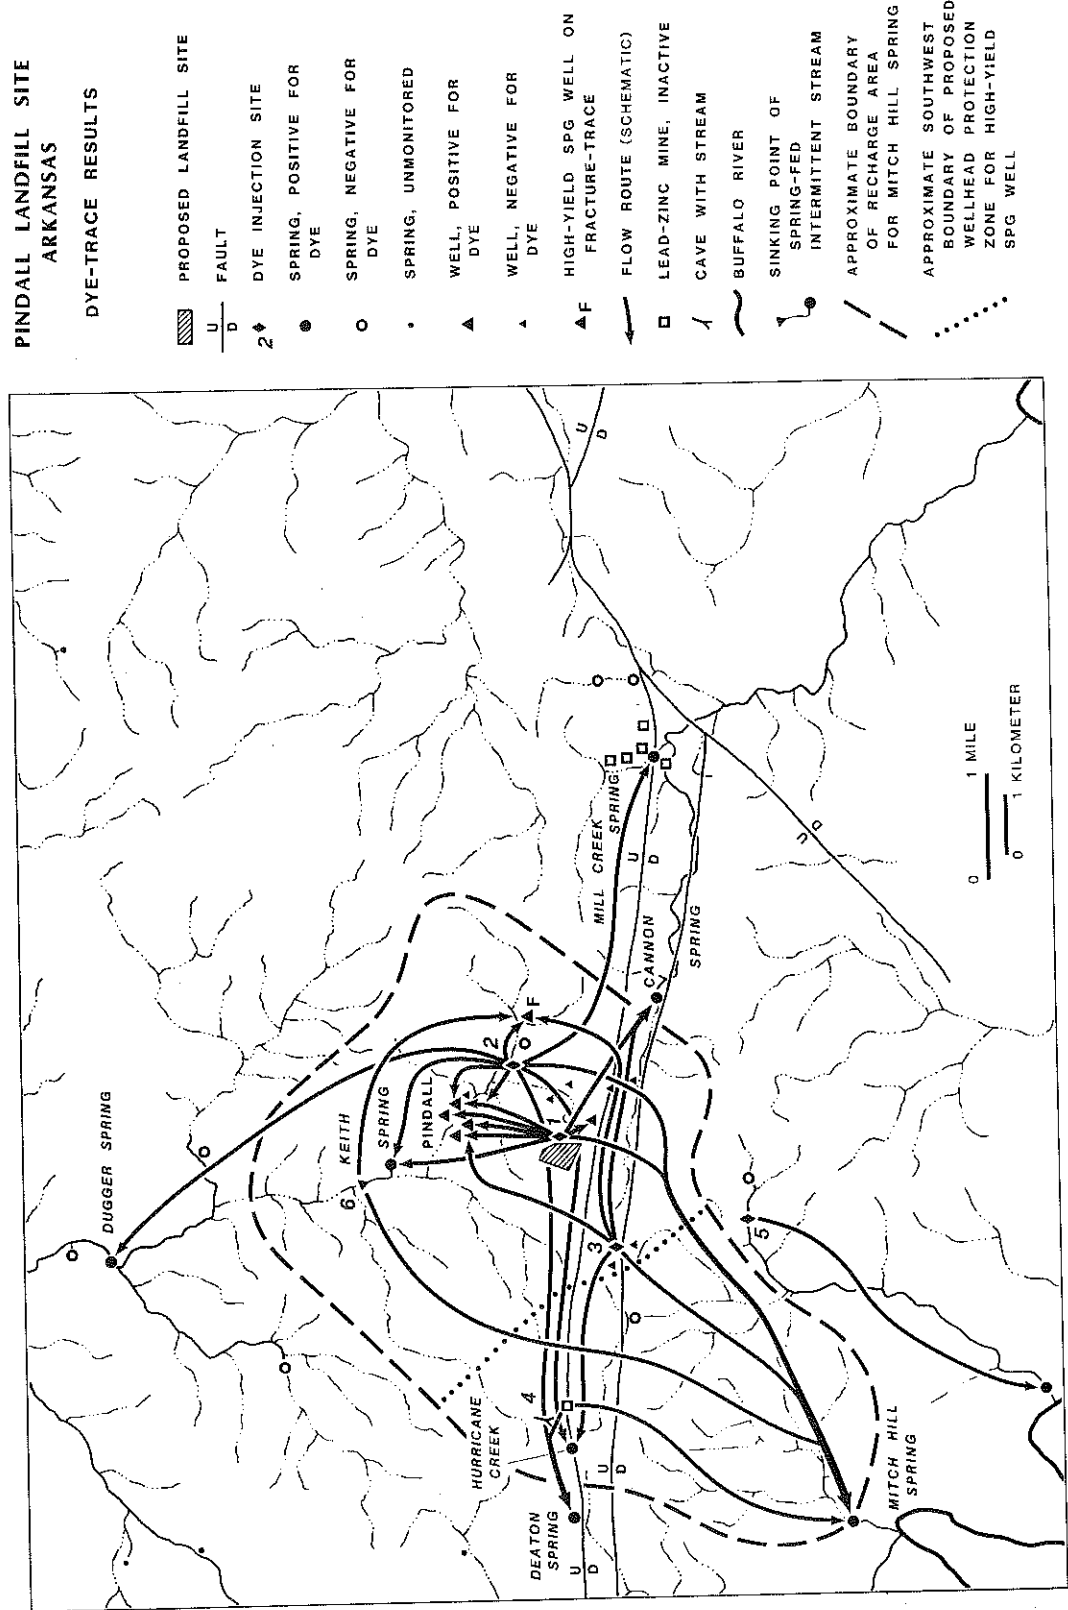 PINDALL LANDFILL SITE
ARKANSAS
DYE-TRACE RESULTS
PROPOSED LANDFILL SITE
U
D
FAULT
2
DYE INJECTION SITE
SPRING, POSITIVE FOR
DYE
SPRING, NEGATIVE FOR
DYE
SPRING, UNMONITORED
WELL, POSITIVE FOR
DYE
WELL, NEGATIVE FOR
DYE
F
HIGH-YIELD SPG WELL ON
FRACTURE-TRACE
FLOW ROUTE (SCHEMATIC)
LEAD-ZINC MINE, INACTIVE
CAVE WITH STREAM
BUFFALO RIVER
SINKING POINT OF
SPRING-FED
INTERMITTENT STREAM
APPROXIMATE BOUNDARY
OF RECHARGE AREA
FOR MITCH HILL SPRING
APPROXIMATE SOUTHWEST
BOUNDARY OF PROPOSED
WELLHEAD PROTECTION
ZONE FOR HIGH-YIELD
SPG WELL
DUGGER SPRING
6
KEITH
SPRING
PINDALL
2
F
1
3
4
HURRICANE
CREEK
DEATON
SPRING
U
D
U
D
MILL CREEK
SPRING
U
D
CANNON
SPRING
U
D
U
D
5
MITCH HILL
SPRING
0
1 MILE
0
1 KILOMETER